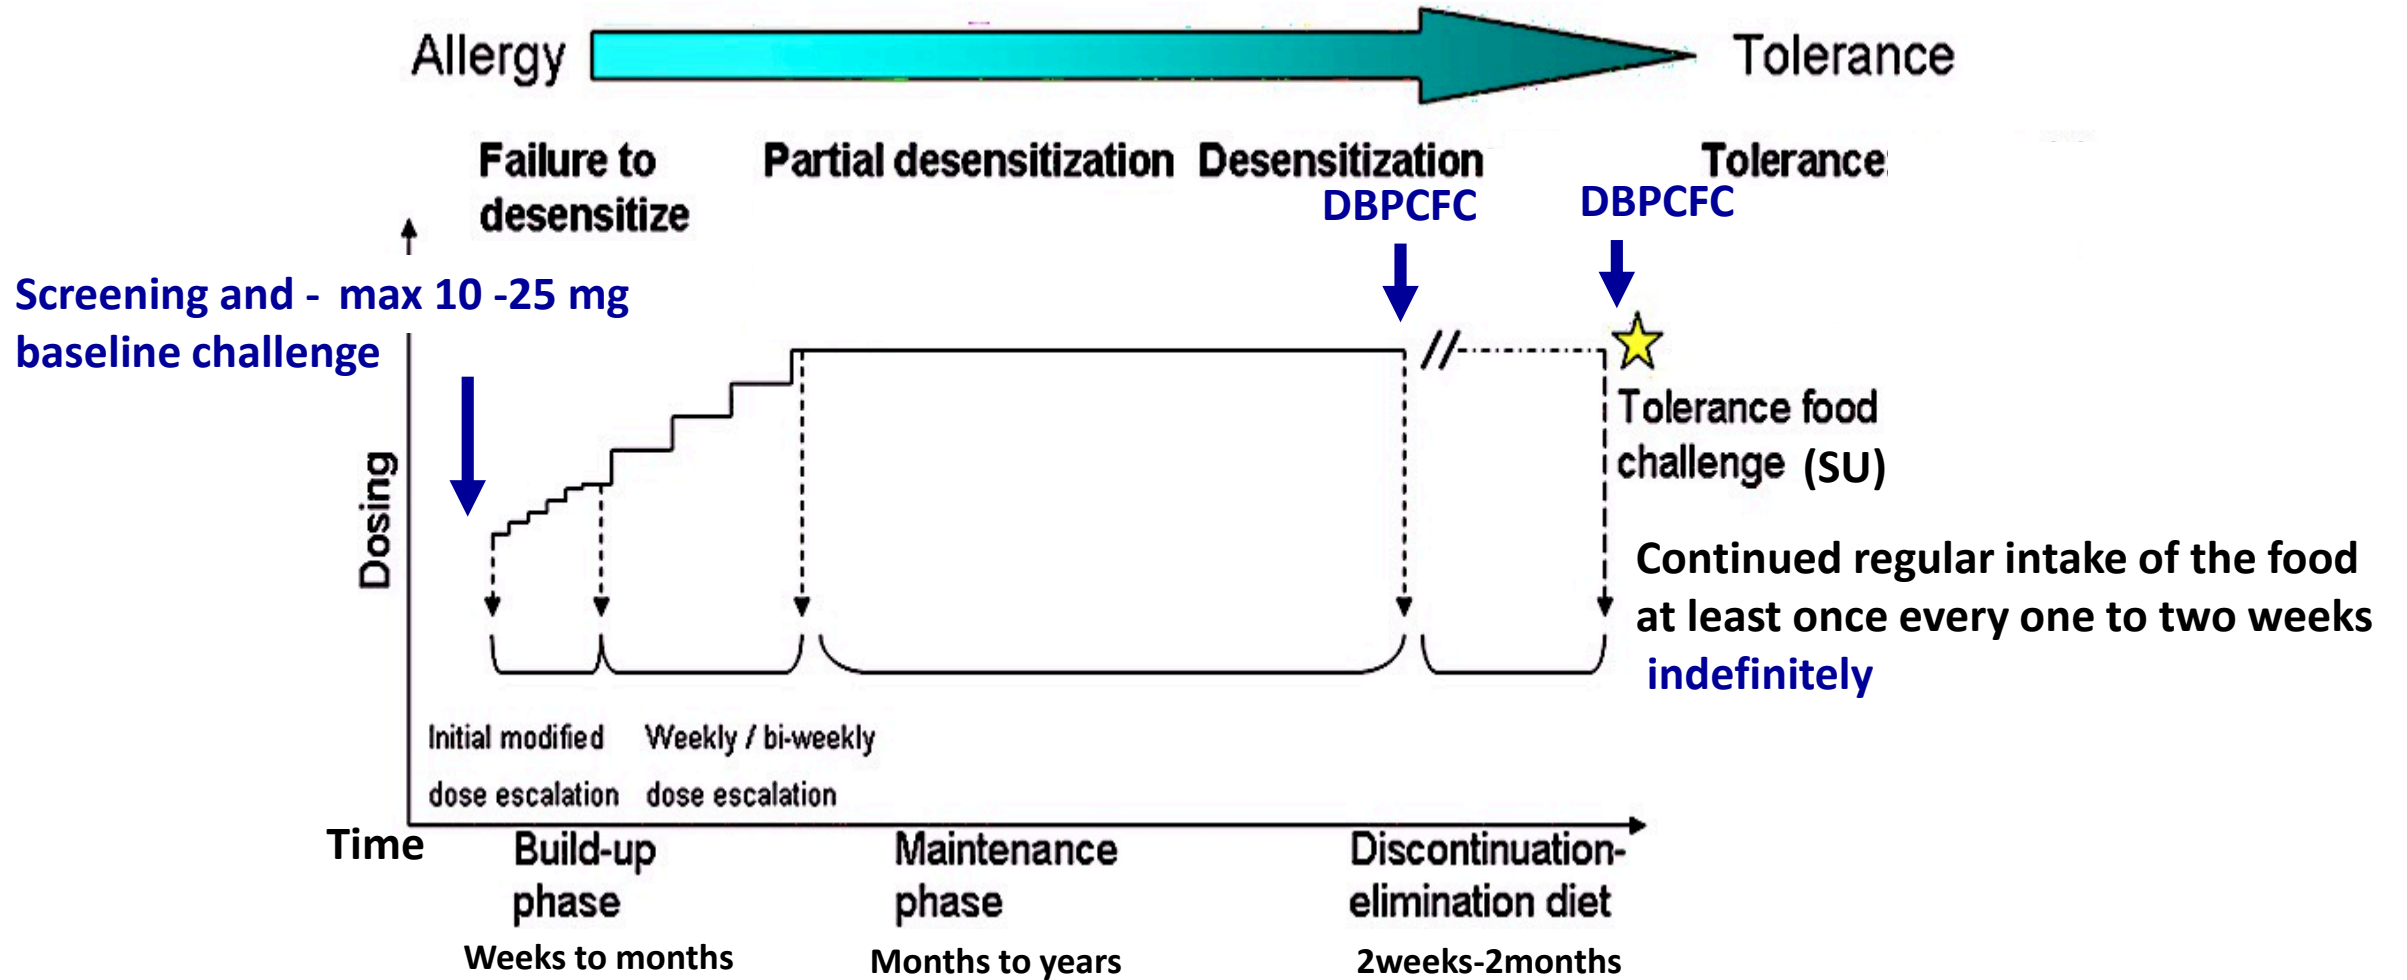 Allergy
Tolerance
Failure to
desensitize
Partial desensitization
Desensitization
Tolerance
DBPCFC
DBPCFC
Screening and - max 10 -25 mg
baseline challenge
//
Tolerance food
challenge (SU)
Dosing
Continued regular intake of the food
at least once every one to two weeks
indefinitely
Initial modified
dose escalation
Weekly / bi-weekly
dose escalation
Time
Build-up
phase
Weeks to months
Maintenance
phase
Months to years
Discontinuation-
elimination diet
2weeks-2months